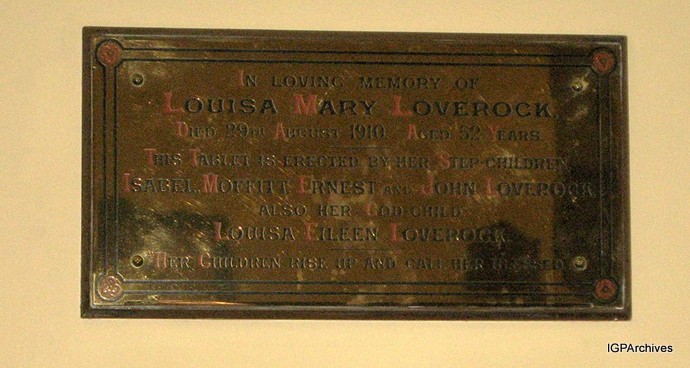 In loving memory of
Louisa Mary Loverock,
Died 29th August 1910. Aged 52 Years.
This Tablet is erected by her Step-children
Isabel, Moffitt, Ernest and John Loverock,
also her God-child
Louisa Eileen Loverock.
"Her Children rise up and call her blessed."
IGPArchives